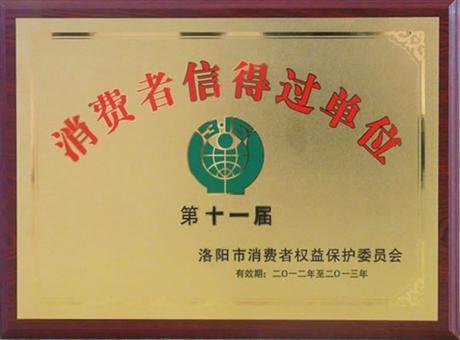 消费者信得过单位
3·15
第十一届
洛阳市消费者权益保护委员会
有效期：二〇一二年至二〇一三年